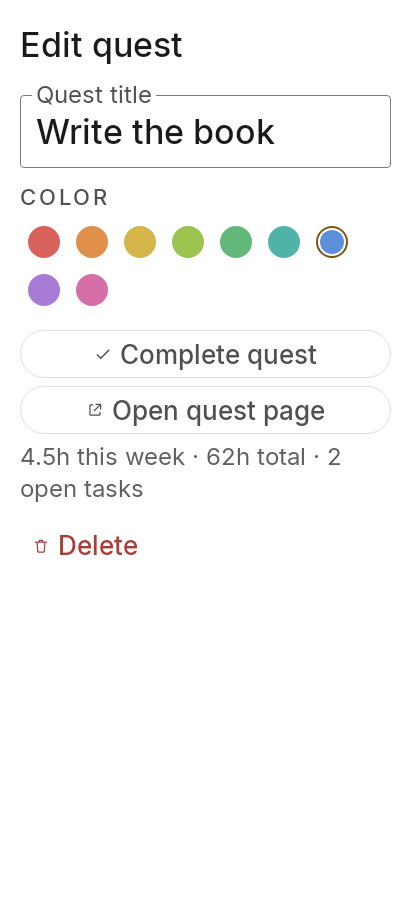 Edit quest
Quest title
Write the book
COLOR
Complete quest
Open quest page
4.5h this week · 62h total · 2
open tasks
Delete